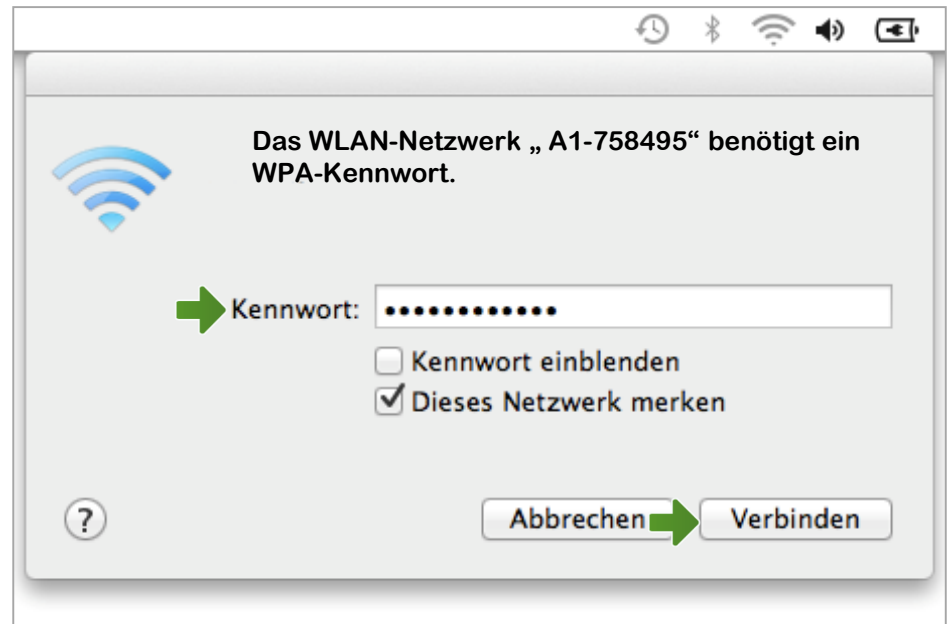 Das WLAN-Netzwerk „ A1-758495“ benötigt ein
WPA-Kennwort.
Kennwort: ••••••••••••
Kennwort einblenden
Dieses Netzwerk merken
? Abbrechen Verbinden